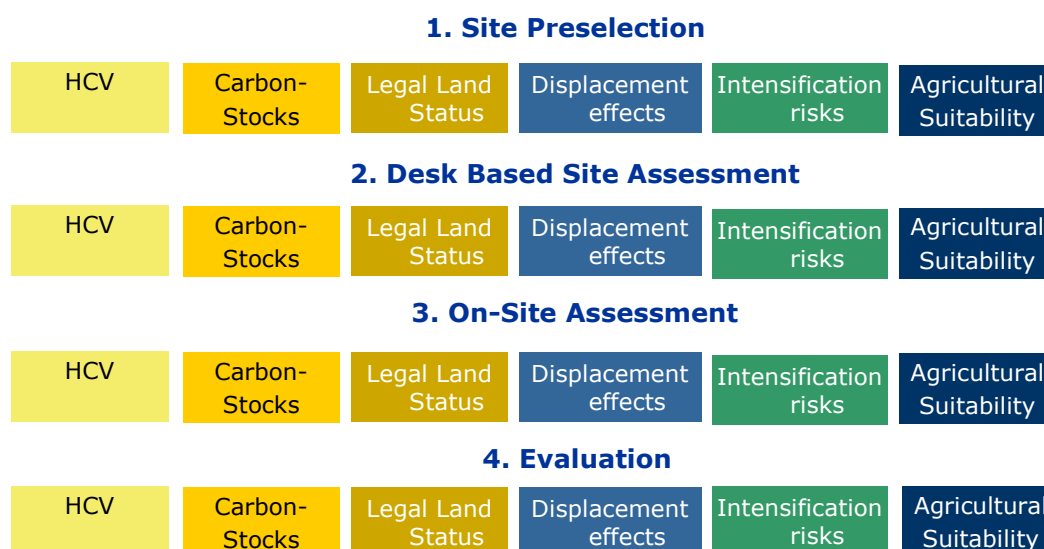 1. Site Preselection
HCV
Carbon-
Stocks
Legal Land
Status
Displacement
effects
Intensification
risks
Agricultural
Suitability
2. Desk Based Site Assessment
HCV
Carbon-
Stocks
Legal Land
Status
Displacement
effects
Intensification
risks
Agricultural
Suitability
3. On-Site Assessment
HCV
Carbon-
Stocks
Legal Land
Status
Displacement
effects
Intensification
risks
Agricultural
Suitability
4. Evaluation
HCV
Carbon-
Stocks
Legal Land
Status
Displacement
effects
Intensification
risks
Agricultural
Suitability